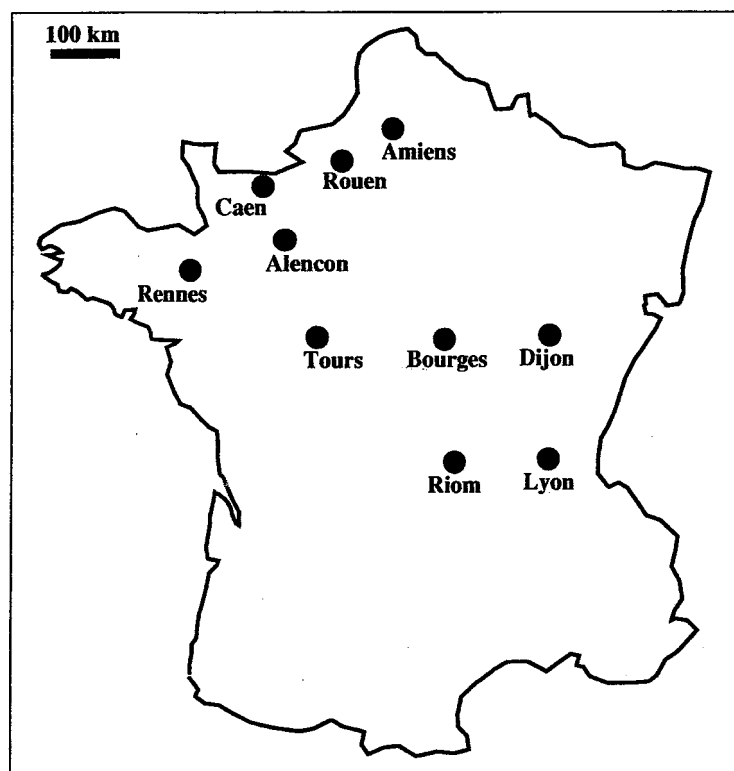 100 km
Amiens
Rouen
Caen
Alencon
Rennes
Tours
Bourges
Dijon
Riom
Lyon